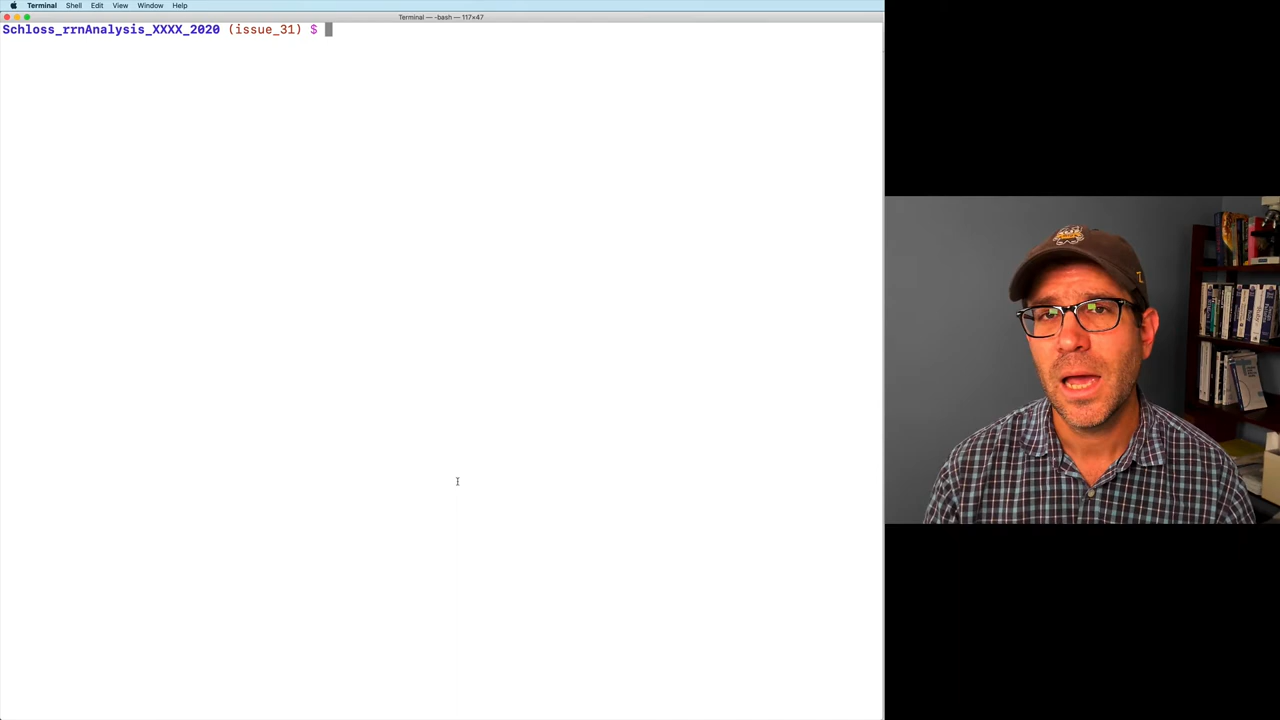 Terminal Shell Edit View Window Help
Terminal — -bash — 117×47
Schloss_rrnAnalysis_XXXX_2020 (issue_31) $